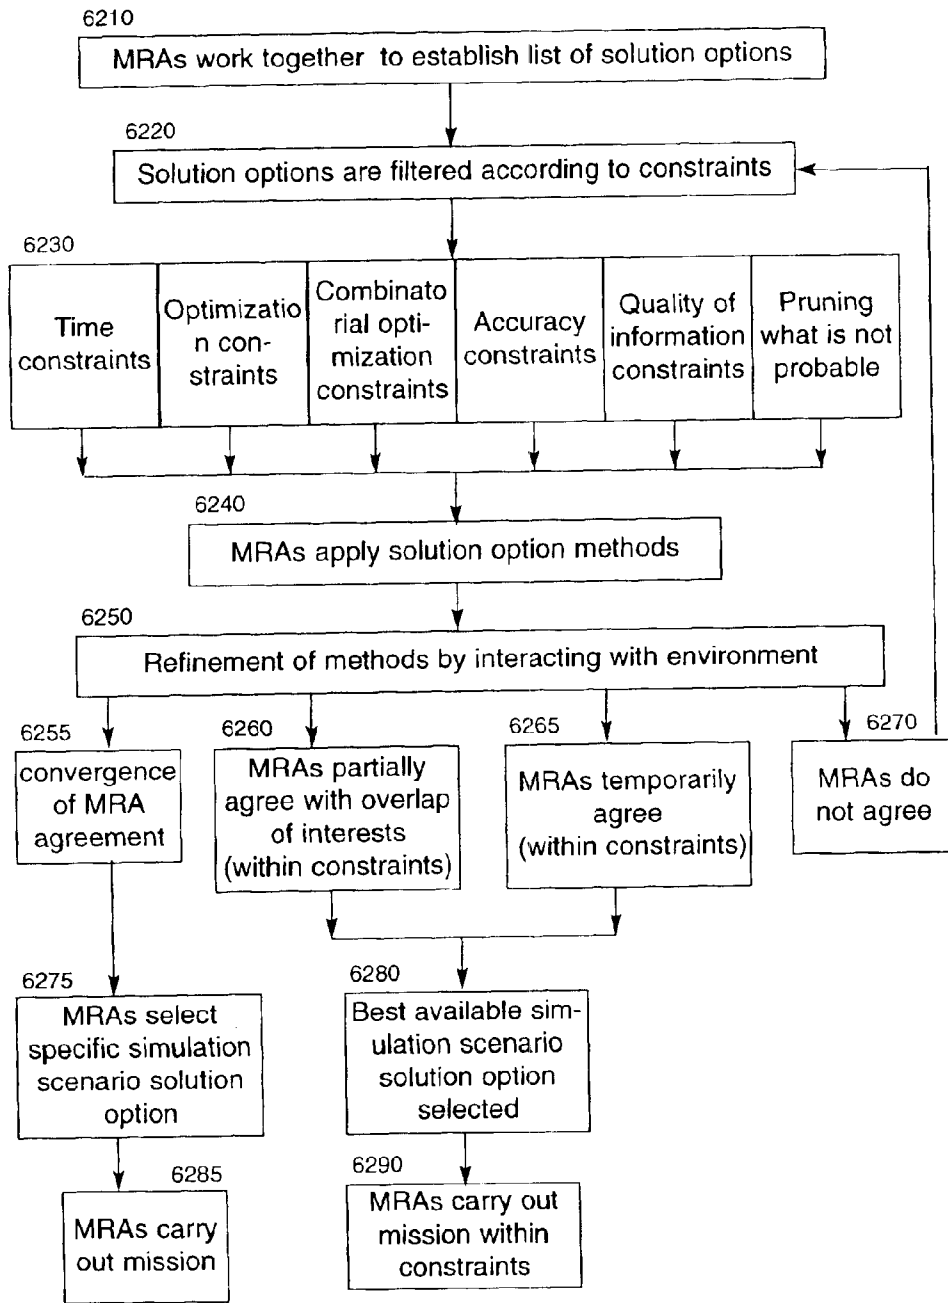 6210
MRAs work together to establish list of solution options
6220
Solution options are filtered according to constraints
6230
Time
constraints
Optimizatio
n con-
straints
Combinato
rial opti-
mization
constraints
Accuracy
constraints
Quality of
information
constraints
Pruning
what is not
probable
6240
MRAs apply solution option methods
6250
Refinement of methods by interacting with environment
6255
convergence
of MRA
agreement
6260
MRAs partially
agree with overlap
of interests
(within constraints)
6265
MRAs temporarily
agree
(within constraints)
6270
MRAs do
not agree
6275
MRAs select
specific simulation
scenario solution
option
6280
Best available sim-
ulation scenario
solution option
selected
6285
MRAs carry
out mission
6290
MRAs carry out
mission within
constraints